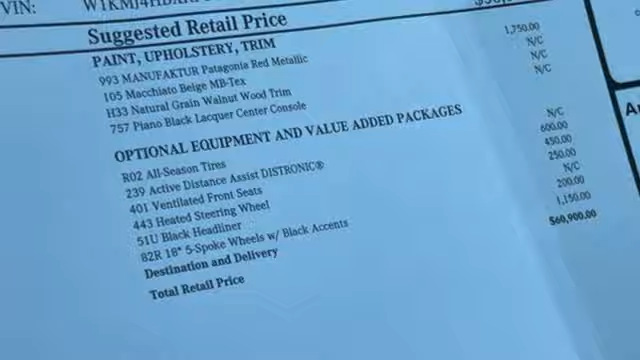 VIN:
Suggested Retail Price
PAINT, UPHOLSTERY, TRIM
993 MANUFAKTUR Patagonia Red Metallic 1,750.00
105 Macchiato Beige MB-Tex N/C
H33 Natural Grain Walnut Wood Trim N/C
757 Piano Black Lacquer Center Console N/C
OPTIONAL EQUIPMENT AND VALUE ADDED PACKAGES
R02 All-Season Tires N/C
239 Active Distance Assist DISTRONIC® 600.00
401 Ventilated Front Seats 450.00
443 Heated Steering Wheel 250.00
51U Black Headliner N/C
82R 18" 5-Spoke Wheels w/ Black Accents 200.00
Destination and Delivery 1,150.00
Total Retail Price $60,900.00